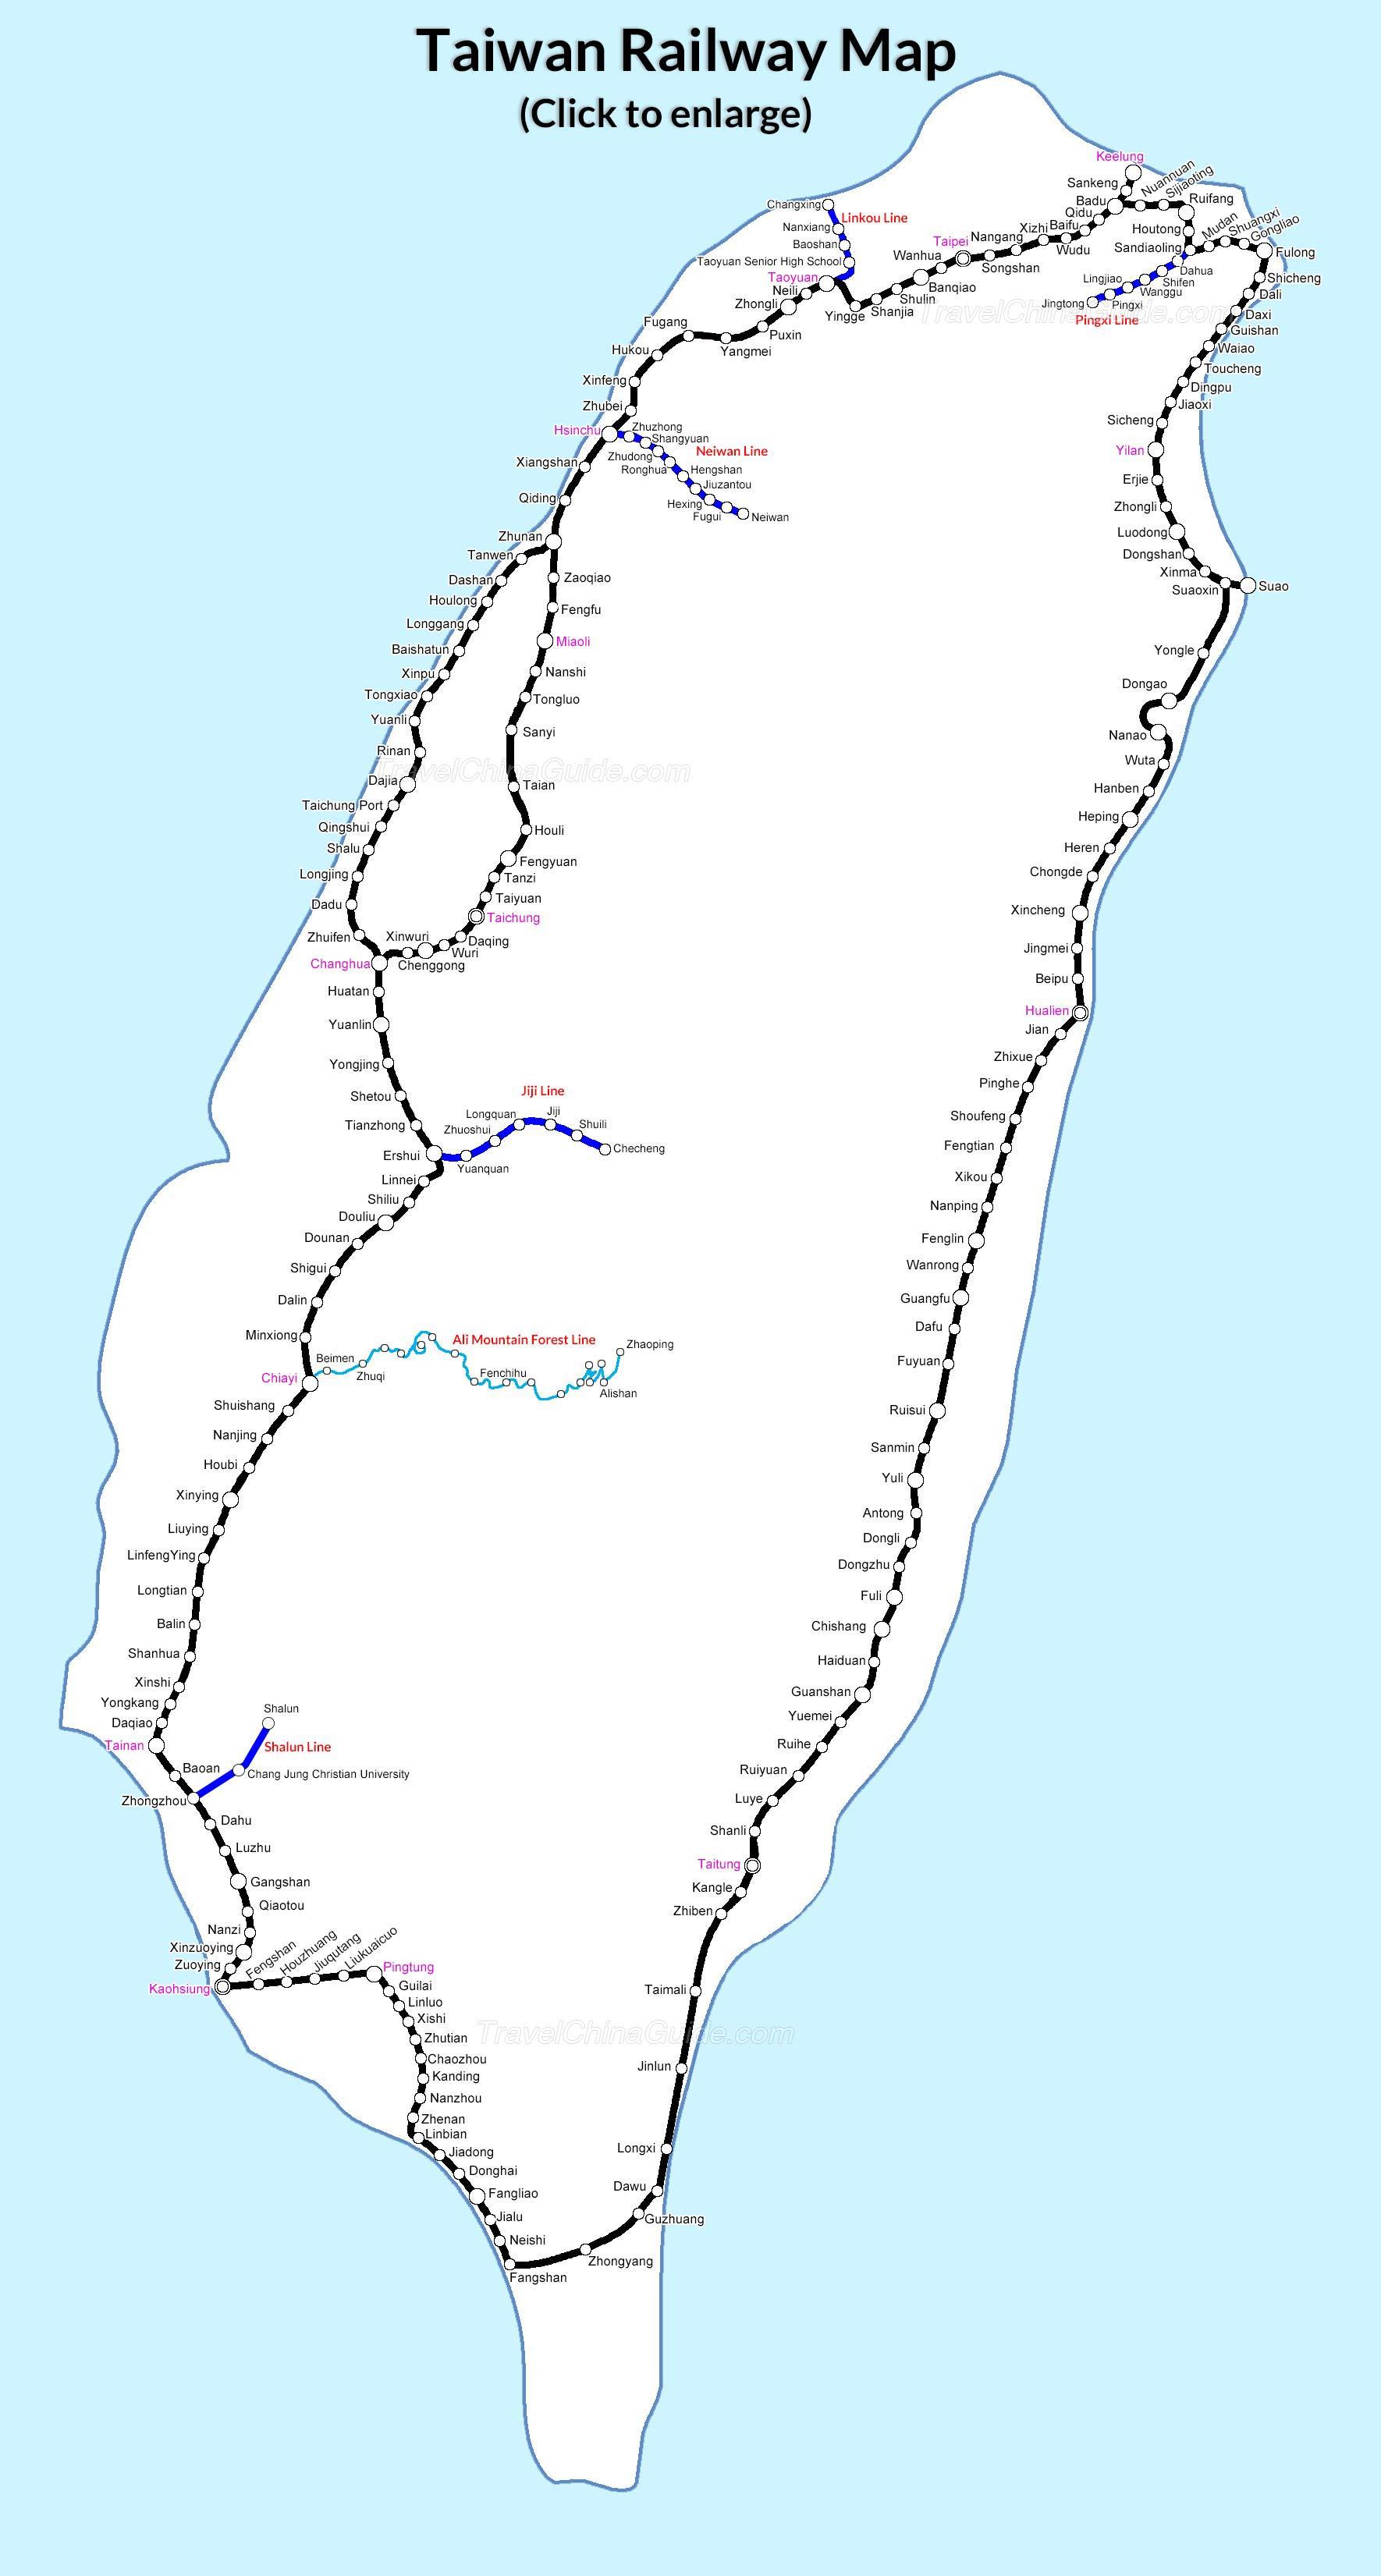 Taiwan Railway Map
(Click to enlarge)
Keelung
Sankeng
Badu
Nuannuan
Sijiaoting
Ruifang
Qidu
Baifu
Wudu
Xizhi
Nangang
Songshan
Taipei
Wanhua
Banqiao
Shulin
Shanjia
Yingge
Houtong
Sandiaoling
Mudan
Shuangxi
Gongliao
Fulong
Dahua
Shifen
Wanggu
Lingjiao
Pingxi
Jingtong
Pingxi Line
Changxing
Linkou Line
Nanxiang
Baoshan
Taoyuan Senior High School
Taoyuan
Neili
Zhongli
Puxin
Yangmei
Fugang
Hukou
Xinfeng
Zhubei
Hsinchu
Zhuzhong
Shangyuan
Zhudong
Ronghua
Hengshan
Jiuzantou
Hexing
Fugui
Neiwan
Neiwan Line
Xiangshan
Qiding
Zhunan
Shicheng
Dali
Daxi
Guishan
Waiao
Toucheng
Dingpu
Jiaoxi
Sicheng
Yilan
Erjie
Zhongli
Luodong
Dongshan
Xinma
Suaoxin
Suao
Yongle
Dongao
Nanao
Wuta
Hanben
Heping
Heren
Chongde
Xincheng
Jingmei
Beipu
Hualien
Tanwen
Dashan
Houlong
Longgang
Baishatun
Xinpu
Tongxiao
Yuanli
Rinan
Dajia
Taichung Port
Qingshui
Shalu
Longjing
Dadu
Zhuifen
Changhua
Zaoqiao
Fengfu
Miaoli
Nanshi
Tongluo
Sanyi
Taian
Houli
Fengyuan
Tanzi
Taiyuan
Taichung
Daqing
Wuri
Xinwuri
Chenggong
Huatan
Yuanlin
Yongjing
Shetou
Tianzhong
Ershui
Jiji Line
Yuanquan
Zhuoshui
Longquan
Jiji
Shuili
Checheng
Linnei
Shiliu
Douliu
Dounan
Shigui
Dalin
Minxiong
Chiayi
Beimen
Zhuqi
Ali Mountain Forest Line
Fenchihu
Zhaoping
Alishan
Shuishang
Nanjing
Houbi
Xinying
Liuying
LinfengYing
Longtian
Balin
Shanhua
Xinshi
Yongkang
Daqiao
Tainan
Baoan
Zhongzhou
Shalun
Shalun Line
Chang Jung Christian University
Dahu
Luzhu
Gangshan
Qiaotou
Nanzi
Xinzuoying
Zuoying
Kaohsiung
Fengshan
Houzhuang
Jiuqutang
Liukuaicuo
Pingtung
Guilai
Linluo
Xishi
Zhutian
Chaozhou
Kanding
Nanzhou
Zhenan
Linbian
Jiadong
Donghai
Fangliao
Jialu
Neishi
Fangshan
Jian
Zhixue
Pinghe
Shoufeng
Fengtian
Xikou
Nanping
Fenglin
Wanrong
Guangfu
Dafu
Fuyuan
Ruisui
Sanmin
Yuli
Antong
Dongli
Dongzhu
Fuli
Chishang
Haiduan
Guanshan
Yuemei
Ruihe
Ruiyuan
Luye
Shanli
Taitung
Kangle
Zhiben
Taimali
Jinlun
Longxi
Dawu
Guzhuang
Zhongyang
TravelChinaGuide.com
TravelChinaGuide.com
TravelChinaGuide.com